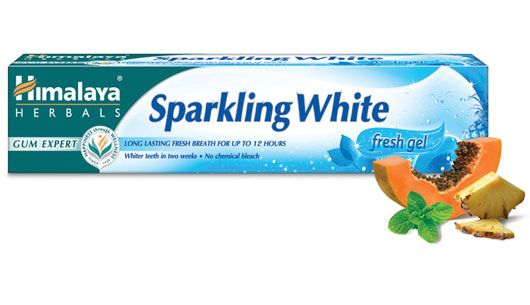 Himalaya®
HERBALS
GUM EXPERT
Sparkling White
LONG LASTING FRESH BREATH FOR UP TO 12 HOURS
Whiter teeth in two weeks • No chemical bleach
fresh gel